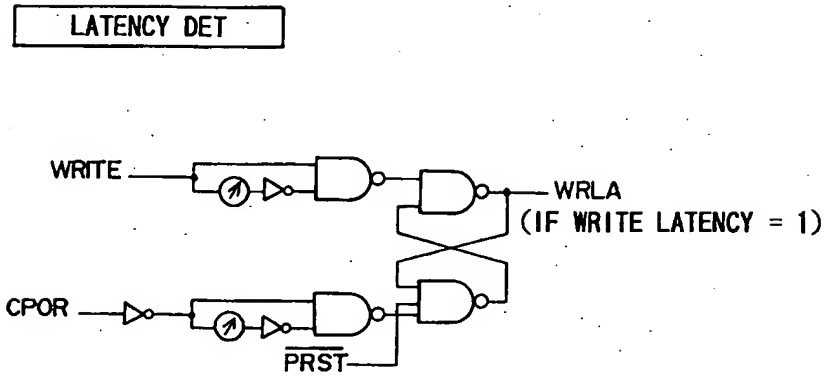 LATENCY DET
WRITE
WRLA
(IF WRITE LATENCY = 1)
CPOR
PRST